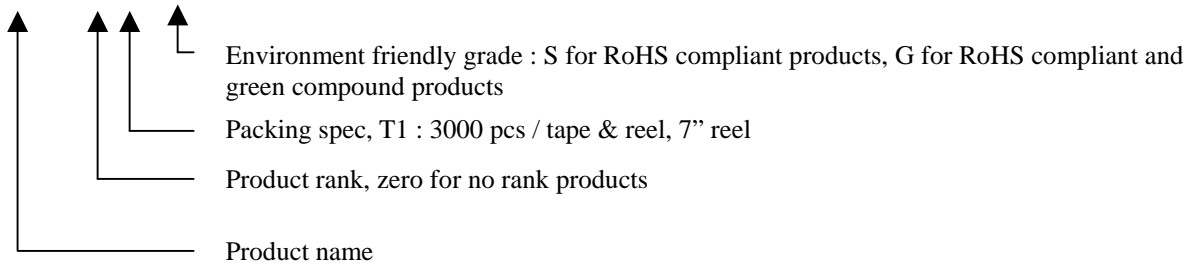 Environment friendly grade : S for RoHS compliant products, G for RoHS compliant and
green compound products
Packing spec, T1 : 3000 pcs / tape & reel, 7” reel
Product rank, zero for no rank products
Product name